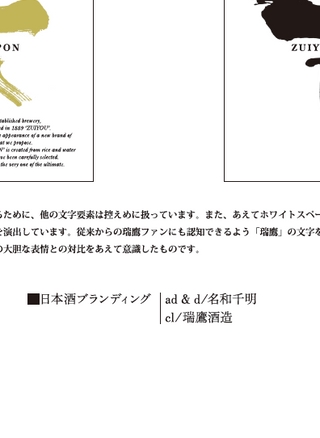 PON
ZUIY
stablished brewery,
ed in 1889 "ZUIYOU".
appearance of a new brand of
at we propose.
N" is created from rice and water
ave been carefully selected,
the very one of the ultimate.
るために、他の文字要素は控えめに扱っています。また、あえてホワイトスペー
を演出しています。従来からの瑞鷹ファンにも認知できるよう「瑞鷹」の文字を
の大胆な表情との対比をあえて意識したものです。
■日本酒ブランディング
ad & d/名和千明
cl/瑞鷹酒造